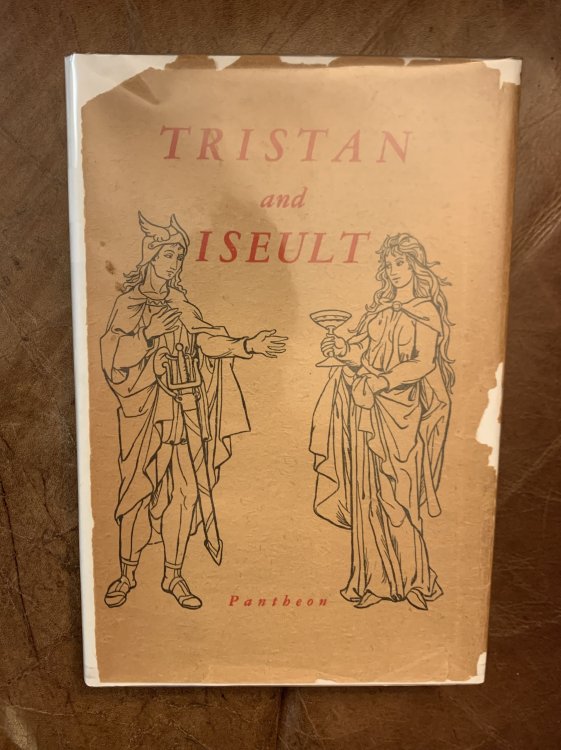 TRISTAN
and
ISEULT
Pantheon